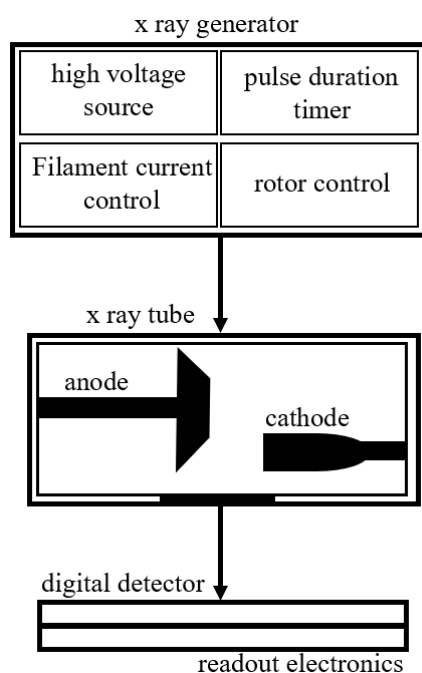 x ray generator
high voltage
source
pulse duration
timer
Filament current
control
rotor control
x ray tube
anode
cathode
digital detector
readout electronics